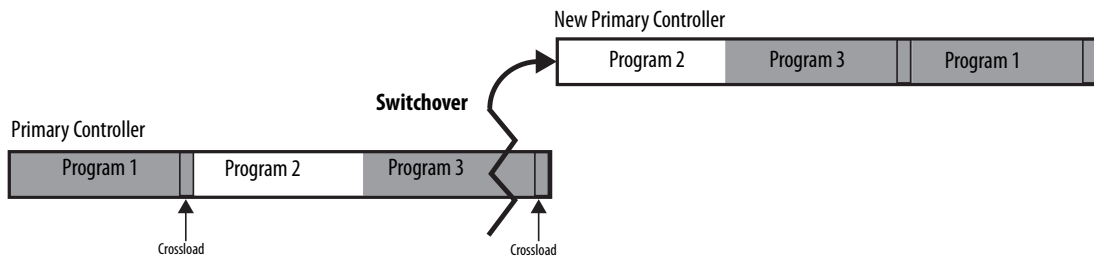 New Primary Controller
Program 2
Program 3
Program 1
Switchover
Primary Controller
Program 1
Program 2
Program 3
Crossload
Crossload